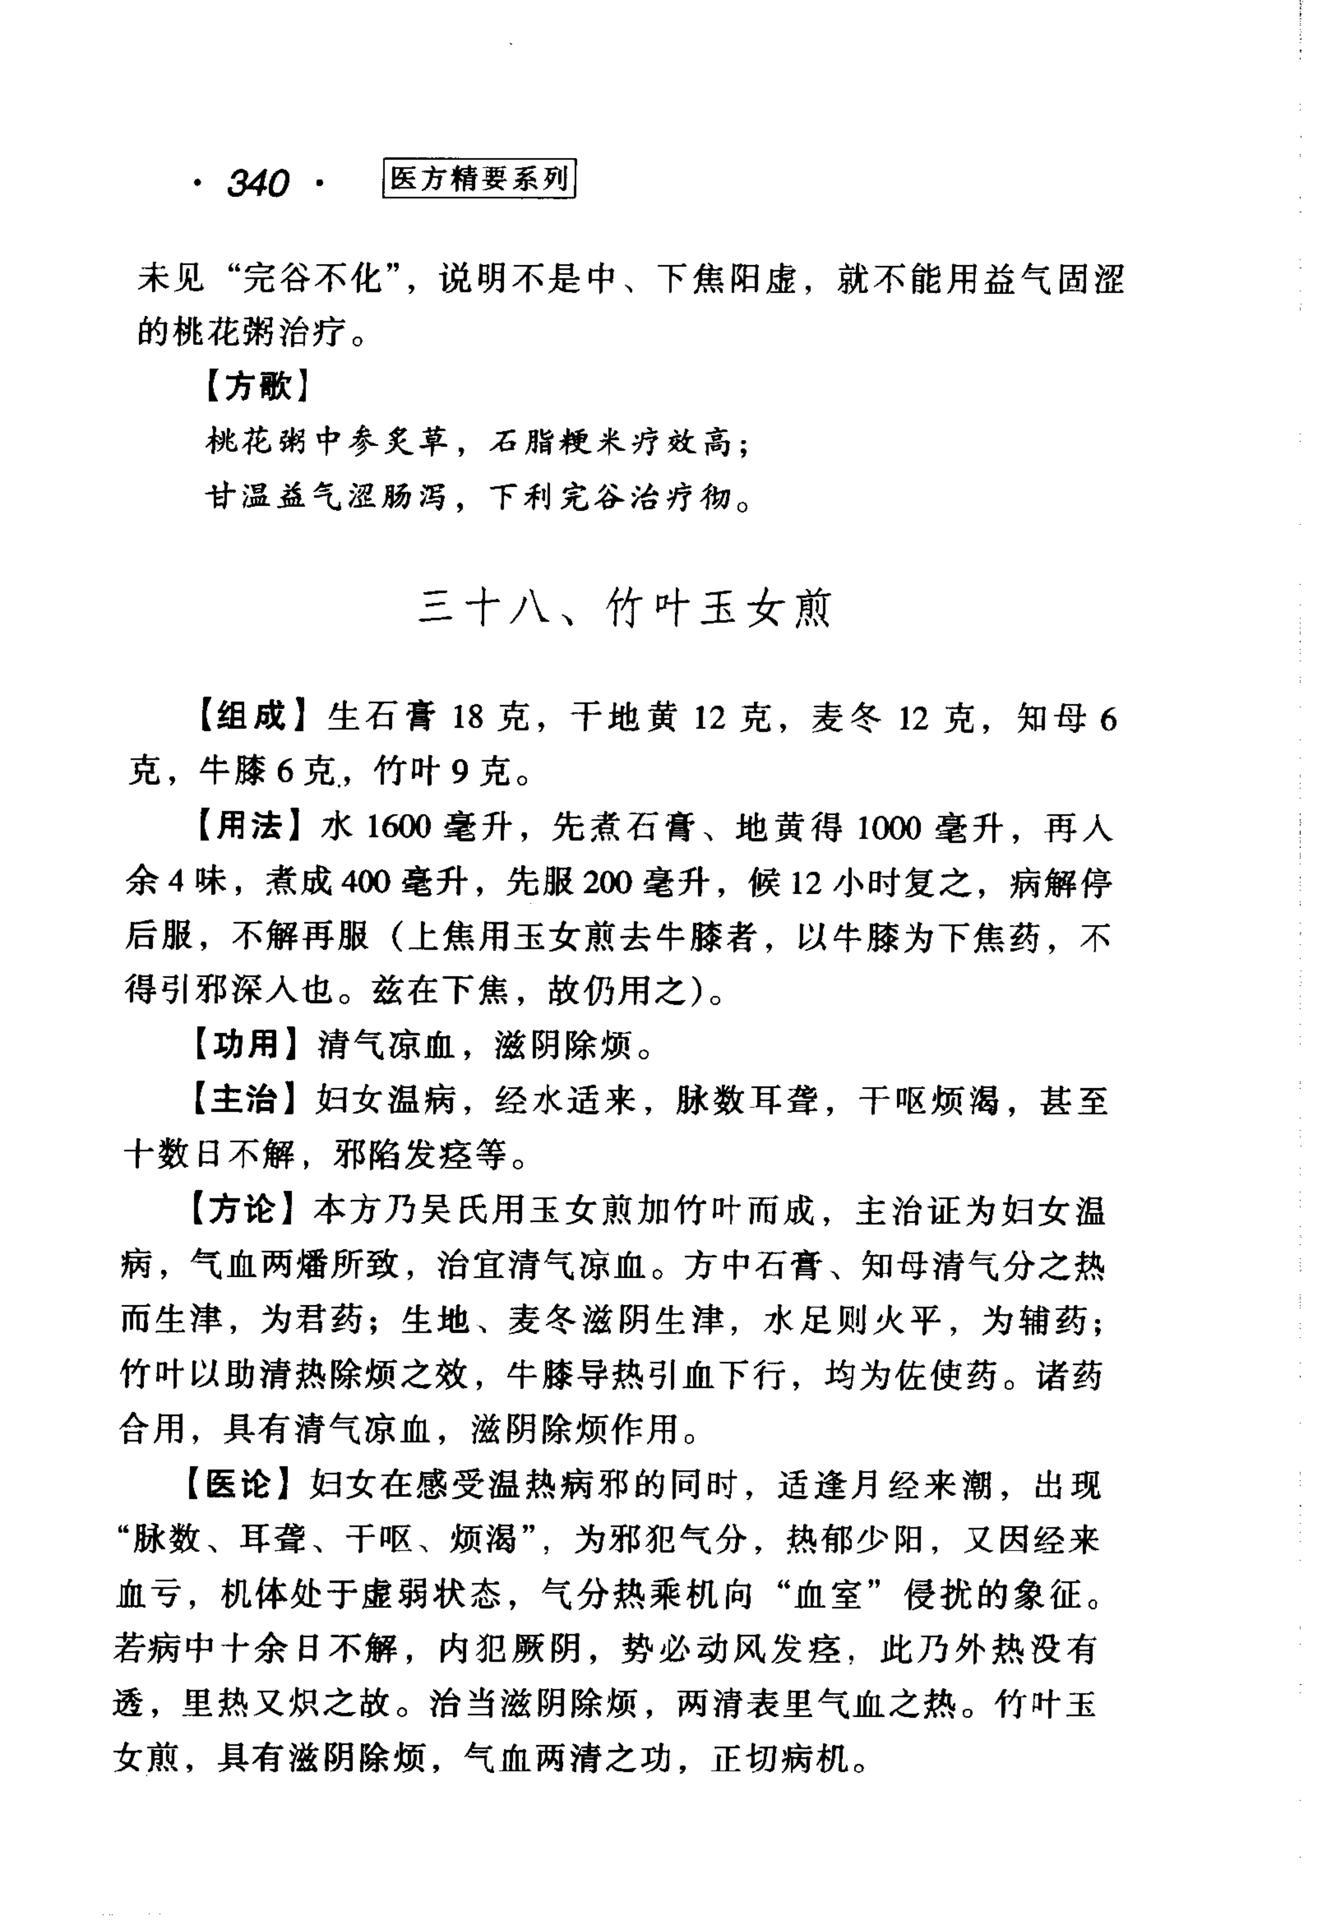 · 340 · 医方精要系列
未见“完谷不化”，说明不是中、下焦阳虚，就不能用益气固涩
的桃花粥治疗。
【方歌】
桃花粥中参炙草，石脂粳米疗效高；
甘温益气涩肠泻，下利完谷治疗彻。
三十八、竹叶玉女煎
【组成】生石膏 18 克，干地黄 12 克，麦冬 12 克，知母 6
克，牛膝 6 克，竹叶 9 克。
【用法】水 1600 毫升，先煮石膏、地黄得 1000 毫升，再入
余 4 味，煮成 400 毫升，先服 200 毫升，候 12 小时复之，病解停
后服，不解再服（上焦用玉女煎去牛膝者，以牛膝为下焦药，不
得引邪深入也。兹在下焦，故仍用之）。
【功用】清气凉血，滋阴除烦。
【主治】妇女温病，经水适来，脉数耳聋，干呕烦渴，甚至
十数日不解，邪陷发痉等。
【方论】本方乃吴氏用玉女煎加竹叶而成，主治证为妇女温
病，气血两燔所致，治宜清气凉血。方中石膏、知母清气分之热
而生津，为君药；生地、麦冬滋阴生津，水足则火平，为辅药；
竹叶以助清热除烦之效，牛膝导热引血下行，均为佐使药。诸药
合用，具有清气凉血，滋阴除烦作用。
【医论】妇女在感受温热病邪的同时，适逢月经来潮，出现
“脉数、耳聋、干呕、烦渴”，为邪犯气分，热郁少阳，又因经来
血亏，机体处于虚弱状态，气分热乘机向“血室”侵扰的象征。
若病中十余日不解，内犯厥阴，势必动风发痉，此乃外热没有
透，里热又炽之故。治当滋阴除烦，两清表里气血之热。竹叶玉
女煎，具有滋阴除烦，气血两清之功，正切病机。